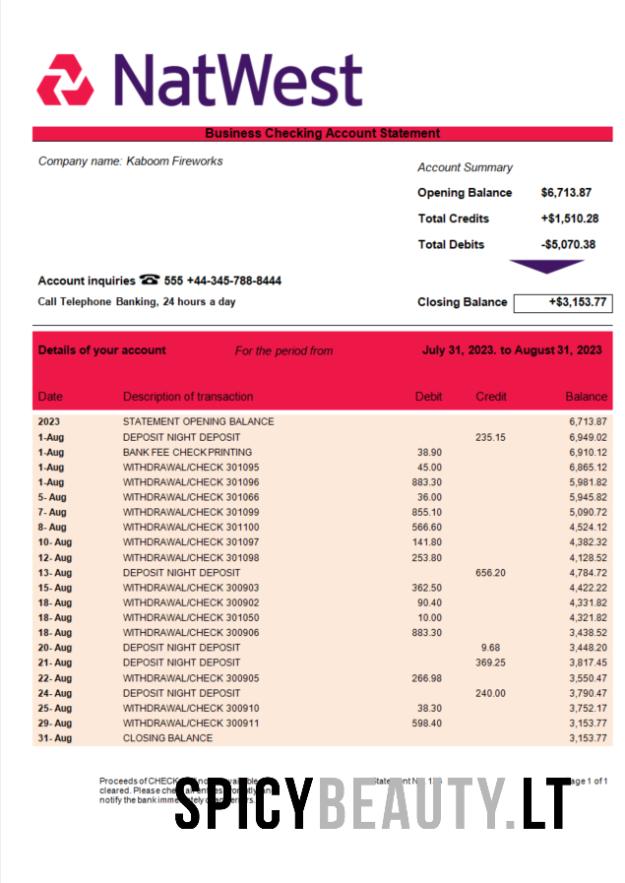 NatWest
Business Checking Account Statement
Company name: Kaboom Fireworks
Account Summary
Opening Balance $6,713.87
Total Credits +$1,510.28
Total Debits -$5,070.38
Account inquiries ☎ 555 +44-345-788-8444
Call Telephone Banking, 24 hours a day
Closing Balance +$3,153.77
Details of your account For the period from July 31, 2023. to August 31, 2023
Date Description of transaction Debit Credit Balance
2023 STATEMENT OPENING BALANCE 6,713.87
1-Aug DEPOSIT NIGHT DEPOSIT 235.15 6,949.02
1-Aug BANK FEE CHECK PRINTING 38.90 6,910.12
1-Aug WITHDRAWAL/CHECK 301095 45.00 6,865.12
1-Aug WITHDRAWAL/CHECK 301096 883.30 5,981.82
5- Aug WITHDRAWAL/CHECK 301066 36.00 5,945.82
7- Aug WITHDRAWAL/CHECK 301099 855.10 5,090.72
8- Aug WITHDRAWAL/CHECK 301100 566.60 4,524.12
10- Aug WITHDRAWAL/CHECK 301097 141.80 4,382.32
12- Aug WITHDRAWAL/CHECK 301098 253.80 4,128.52
13- Aug DEPOSIT NIGHT DEPOSIT 656.20 4,784.72
15- Aug WITHDRAWAL/CHECK 300903 362.50 4,422.22
18- Aug WITHDRAWAL/CHECK 300902 90.40 4,331.82
18- Aug WITHDRAWAL/CHECK 301050 10.00 4,321.82
18- Aug WITHDRAWAL/CHECK 300906 883.30 3,438.52
20- Aug DEPOSIT NIGHT DEPOSIT 9.68 3,448.20
21- Aug DEPOSIT NIGHT DEPOSIT 369.25 3,817.45
22- Aug WITHDRAWAL/CHECK 300905 266.98 3,550.47
24- Aug DEPOSIT NIGHT DEPOSIT 240.00 3,790.47
25- Aug WITHDRAWAL/CHECK 300910 38.30 3,752.17
29- Aug WITHDRAWAL/CHECK 300911 598.40 3,153.77
31- Aug CLOSING BALANCE 3,153.77
Proceeds of CHECK 1 of 1
cleared. Please
notify the bank
SPICYBEAUTY.LT